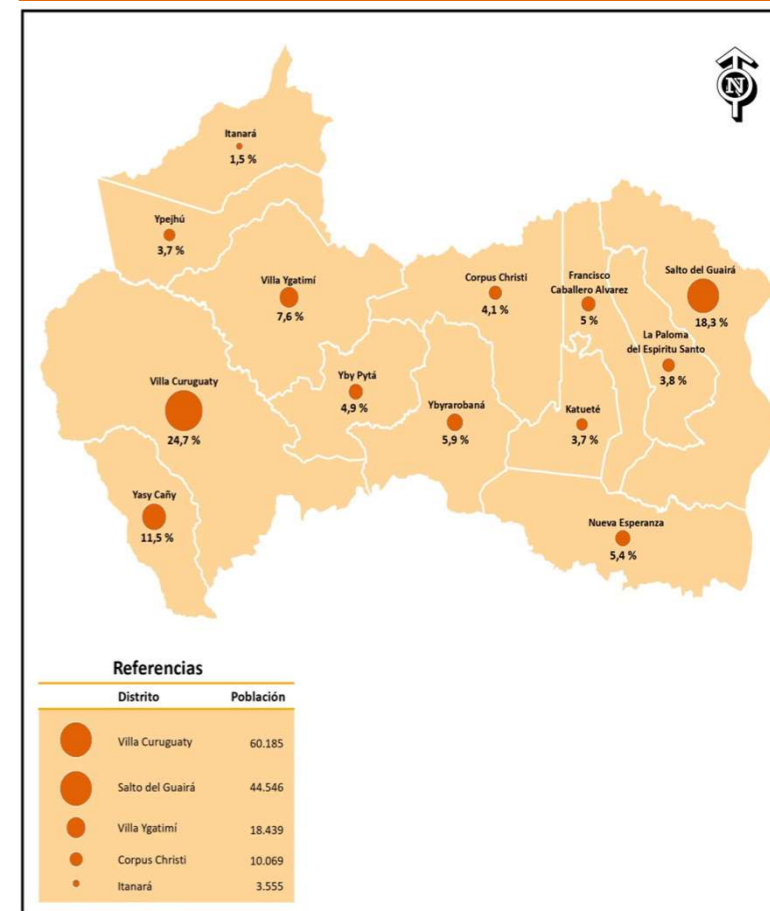 N
Itanará
1,5 %
Ypejhú
3,7 %
Villa Ygatimí
7,6 %
Corpus Christi
4,1 %
Francisco
Caballero Alvarez
5 %
Salto del Guairá
18,3 %
La Paloma
del Espiritu Santo
3,8 %
Villa Curuguaty
24,7 %
Yby Pytá
4,9 %
Ybyrarobaná
5,9 %
Katueté
3,7 %
Yasy Cañy
11,5 %
Nueva Esperanza
5,4 %
Referencias
Distrito Población
Villa Curuguaty 60.185
Salto del Guairá 44.546
Villa Ygatimí 18.439
Corpus Christi 10.069
Itanará 3.555